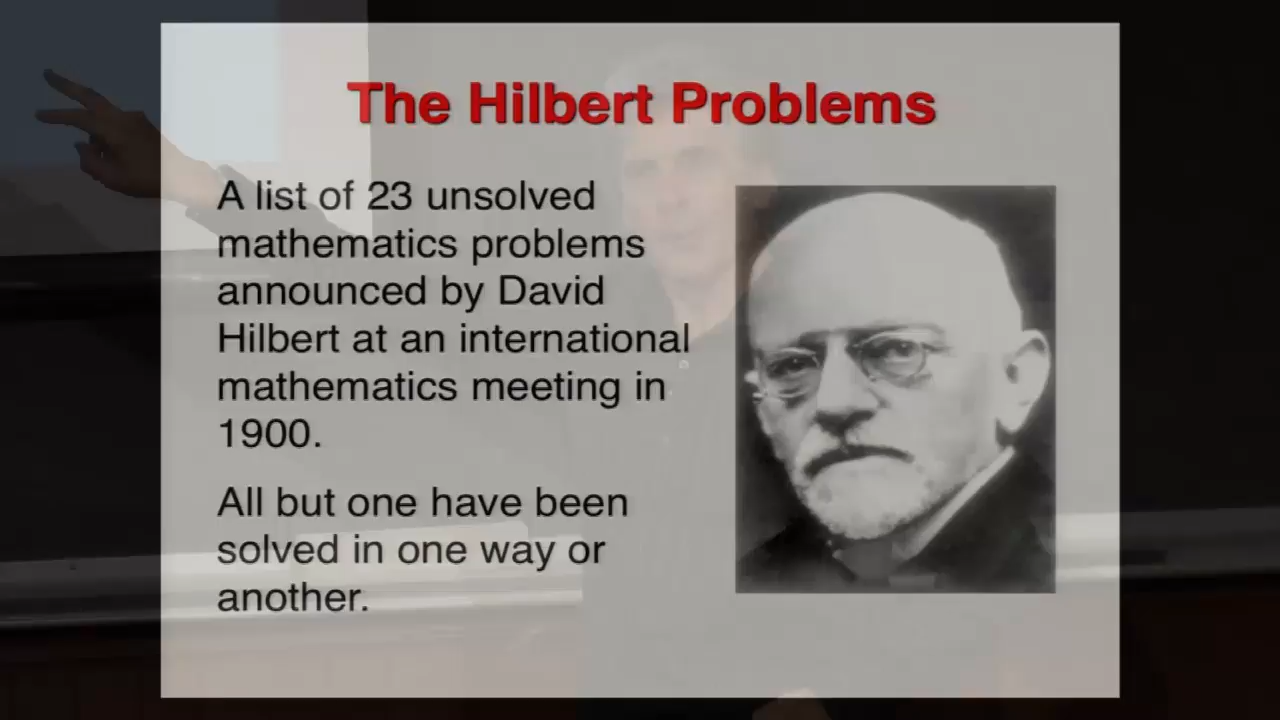 The Hilbert Problems
A list of 23 unsolved
mathematics problems
announced by David
Hilbert at an international
mathematics meeting in
1900.
All but one have been
solved in one way or
another.